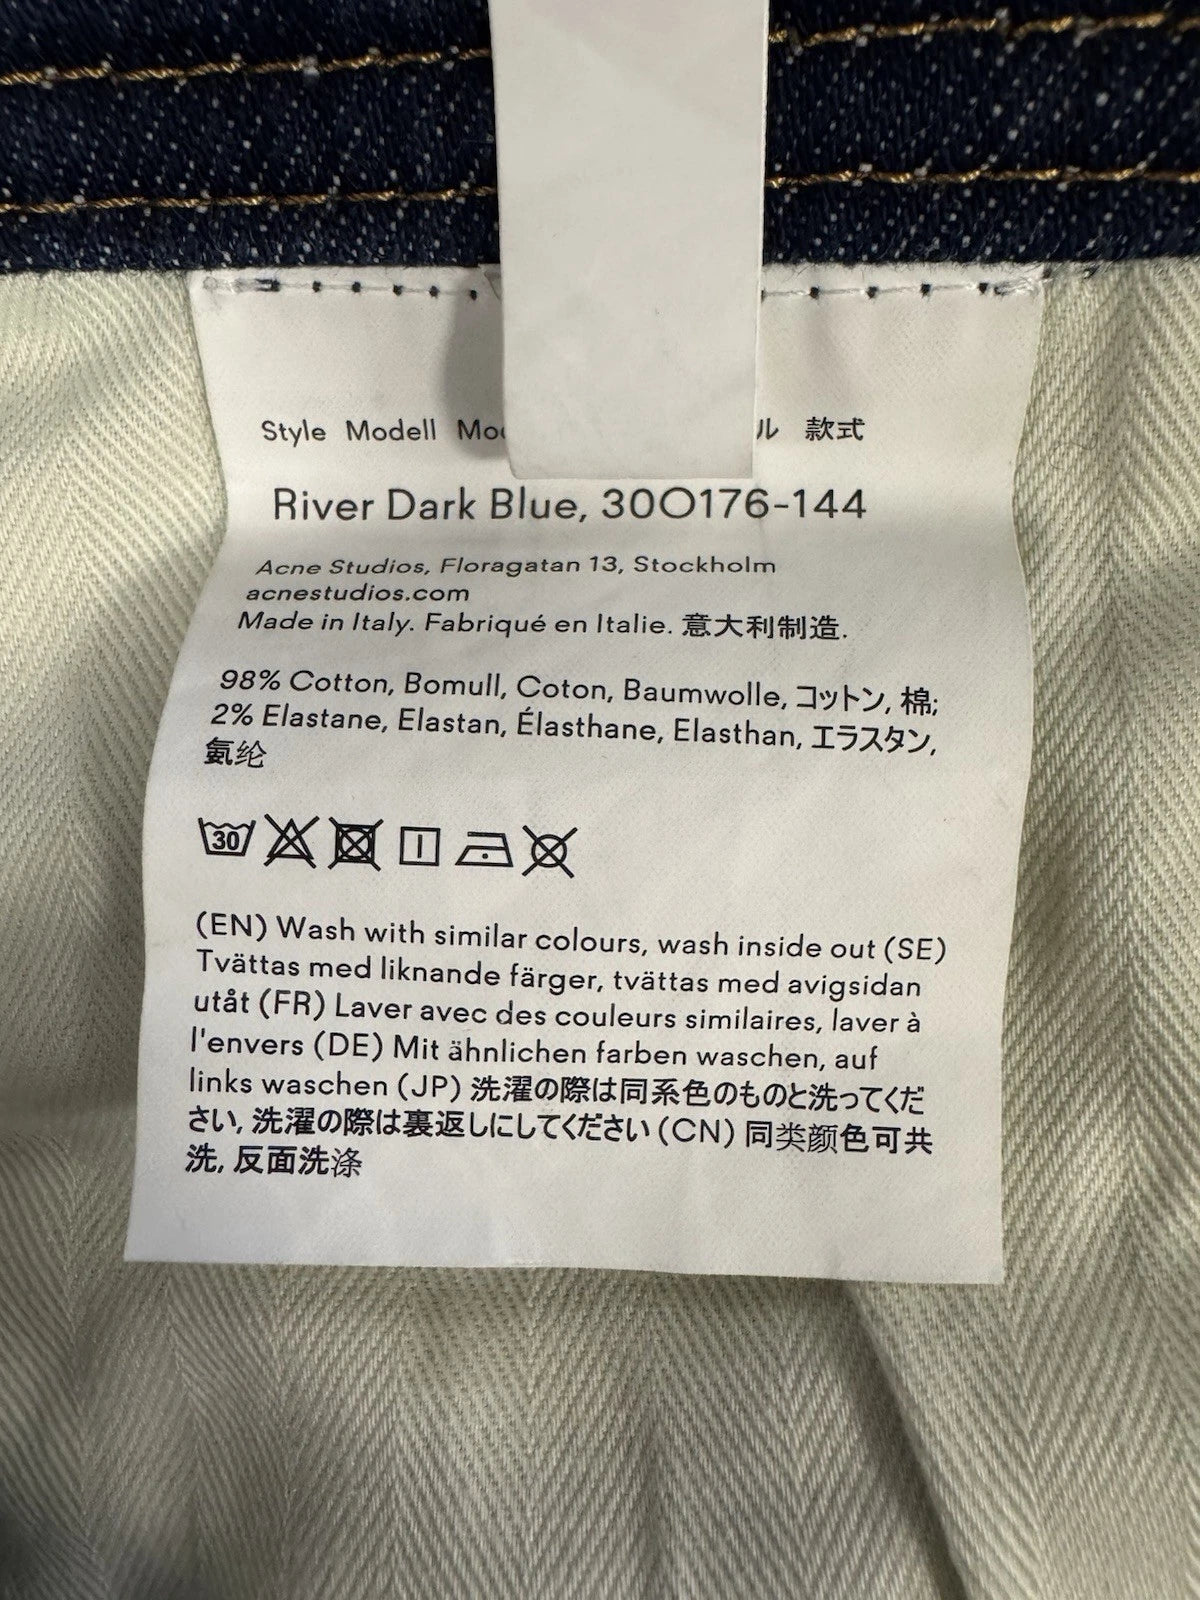 Style Modell ル 款式
River Dark Blue, 30O176-144
Acne Studios, Floragatan 13, Stockholm
acnestudios.com
Made in Italy. Fabriqué en Italie. 意大利制造.
98% Cotton, Bomull, Coton, Baumwolle, コットン, 棉;
2% Elastane, Elastan, Élasthane, Elasthan, エラスタン,
氨纶
30
(EN) Wash with similar colours, wash inside out (SE)
Tvättas med liknande färger, tvättas med avigsidan
utåt (FR) Laver avec des couleurs similaires, laver à
l'envers (DE) Mit ähnlichen farben waschen, auf
links waschen (JP) 洗濯の際は同系色のものと洗ってくだ
さい, 洗濯の際は裏返しにしてください (CN) 同类颜色可共
洗, 反面洗涤